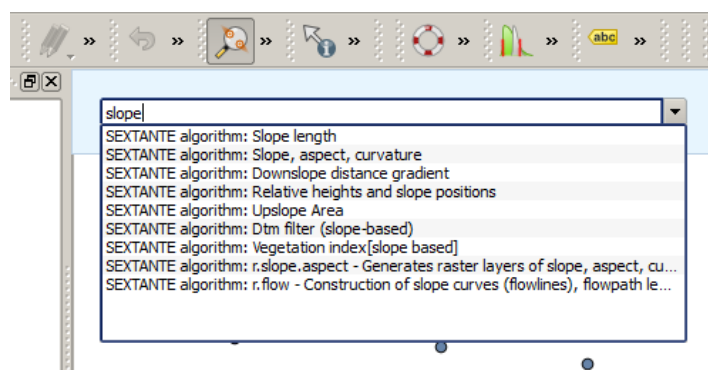 » » » » » » abc »
slope
SEXTANTE algorithm: Slope length
SEXTANTE algorithm: Slope, aspect, curvature
SEXTANTE algorithm: Downslope distance gradient
SEXTANTE algorithm: Relative heights and slope positions
SEXTANTE algorithm: Upslope Area
SEXTANTE algorithm: Dtm filter (slope-based)
SEXTANTE algorithm: Vegetation index[slope based]
SEXTANTE algorithm: r.slope.aspect - Generates raster layers of slope, aspect, cu...
SEXTANTE algorithm: r.flow - Construction of slope curves (flowlines), flowpath le...